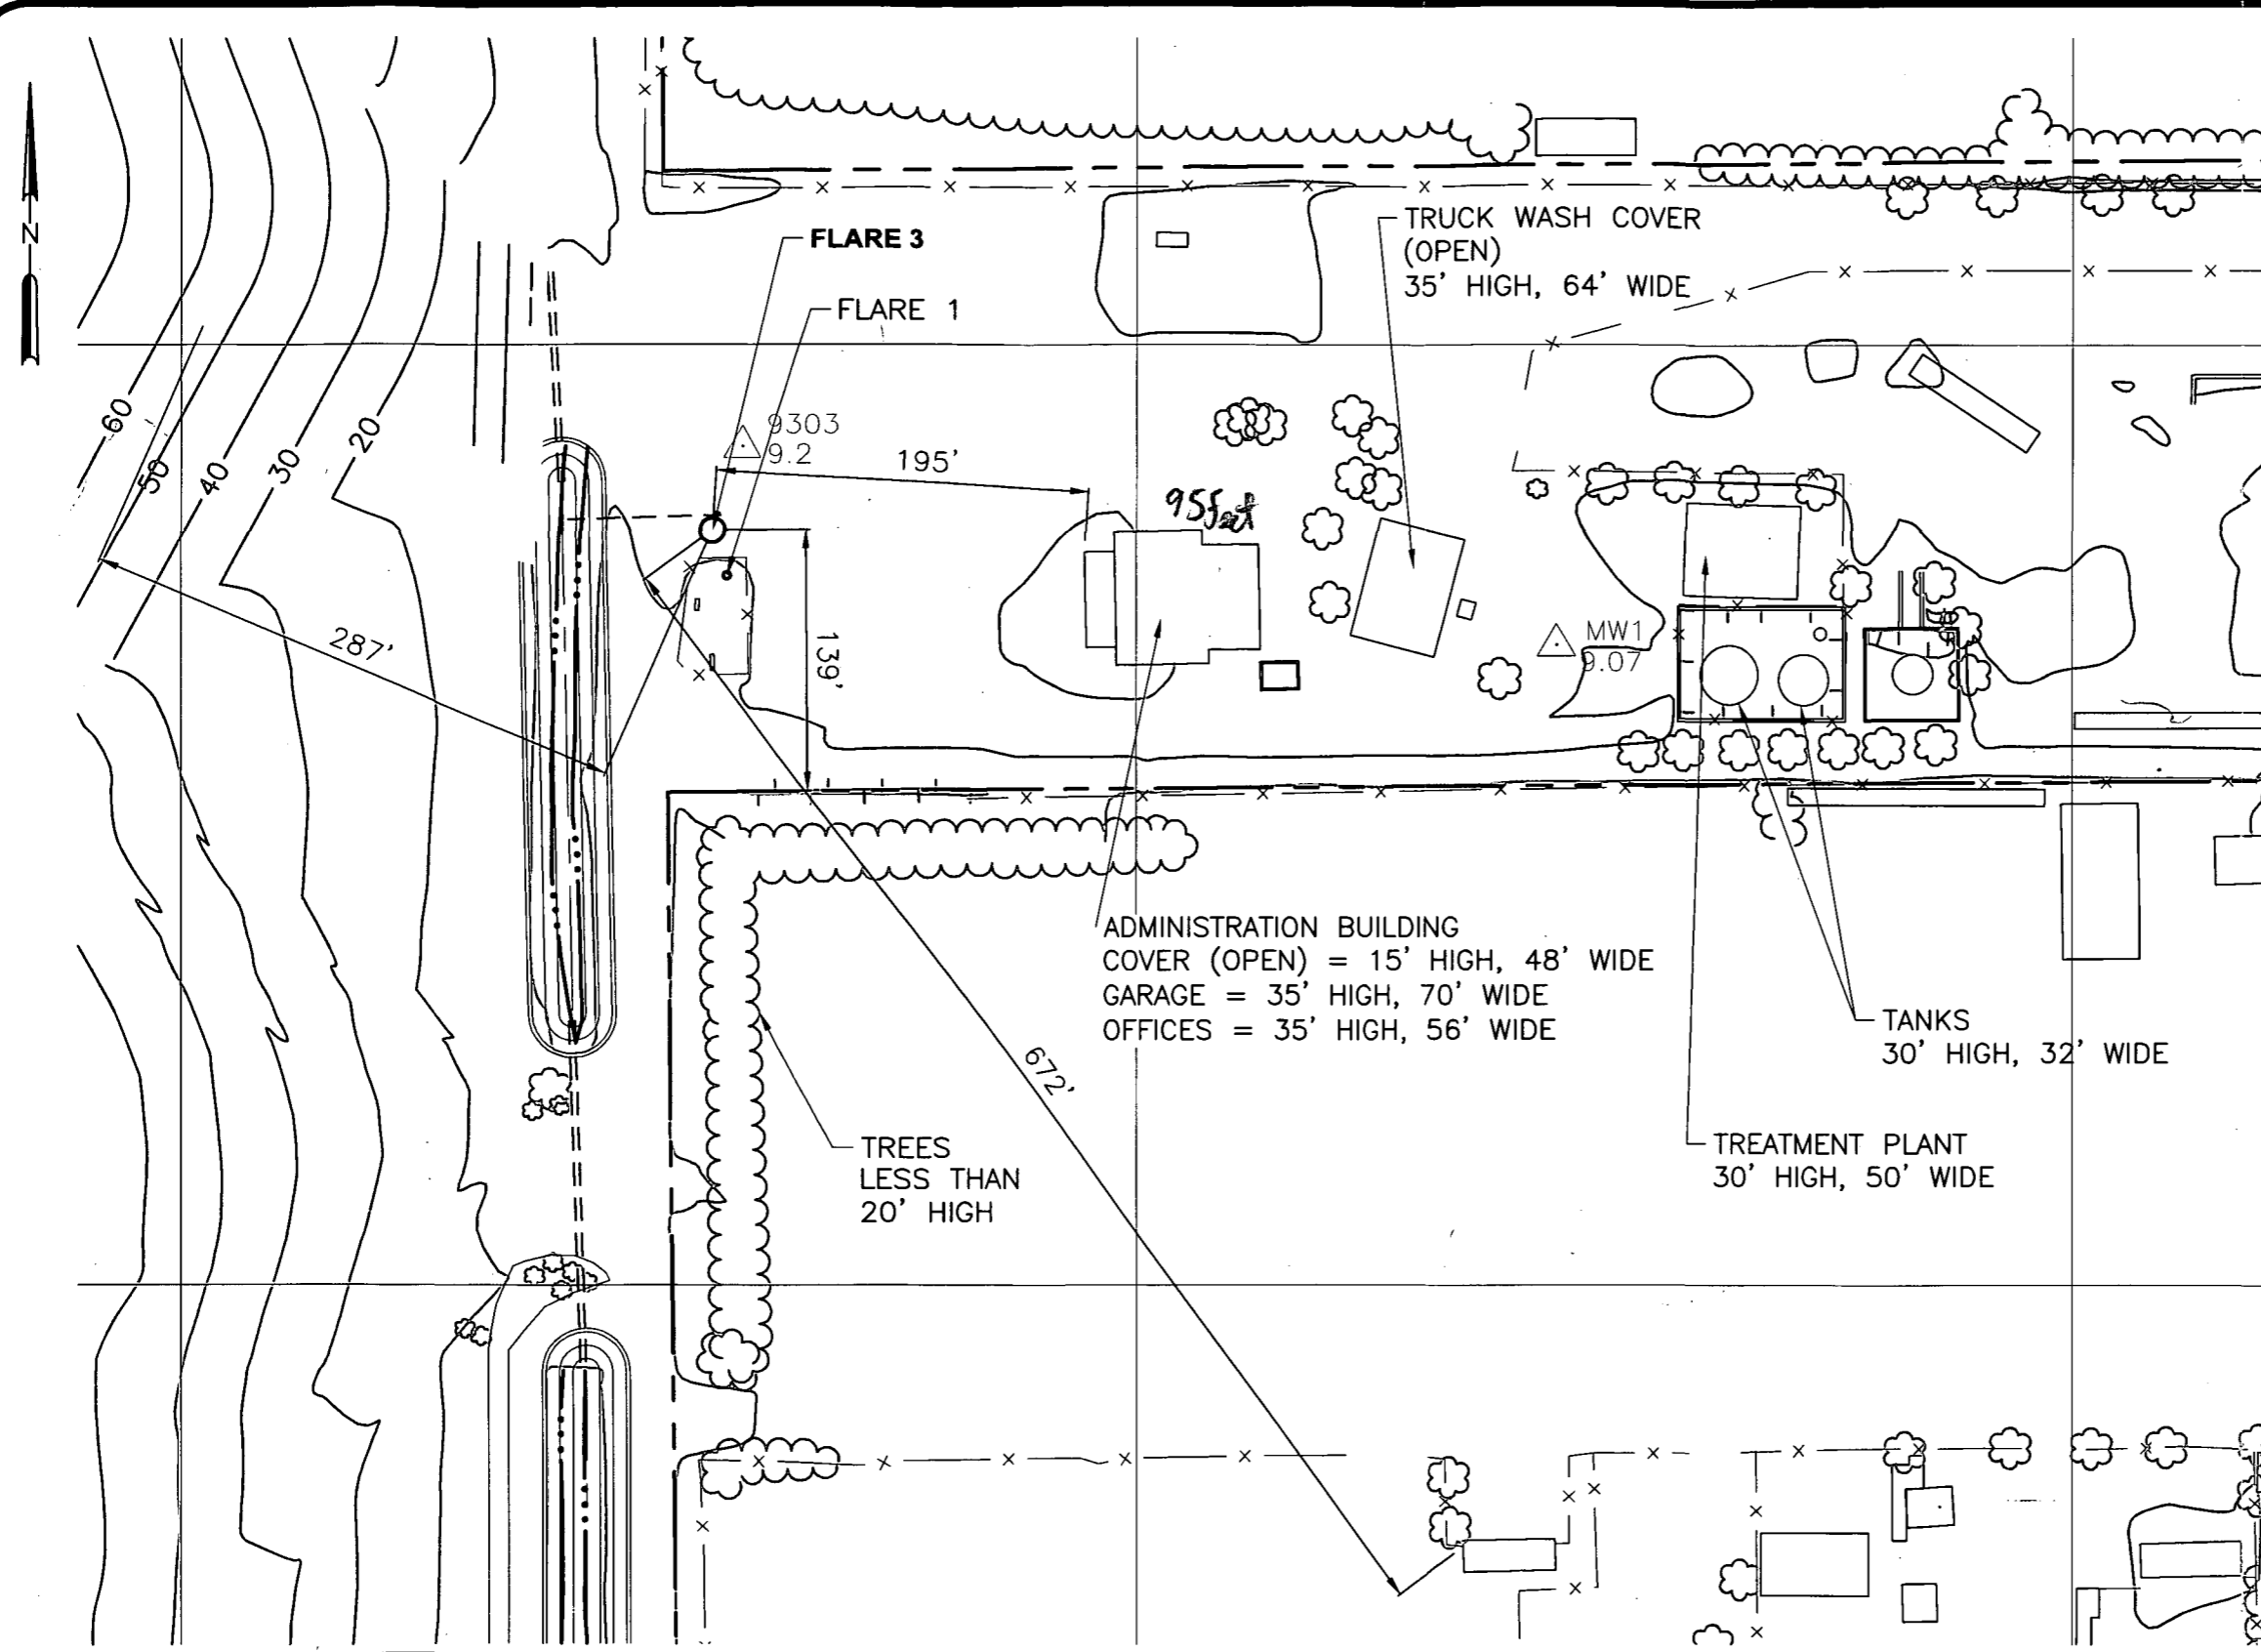 N
FLARE 3
FLARE 1
TRUCK WASH COVER
(OPEN)
35' HIGH, 64' WIDE
60
50
40
30
20
9303
9.2
195'
95 feet
287'
139'
MW1
9.07
ADMINISTRATION BUILDING
COVER (OPEN) = 15' HIGH, 48' WIDE
GARAGE = 35' HIGH, 70' WIDE
OFFICES = 35' HIGH, 56' WIDE
TANKS
30' HIGH, 32' WIDE
672'
TREES
LESS THAN
20' HIGH
TREATMENT PLANT
30' HIGH, 50' WIDE